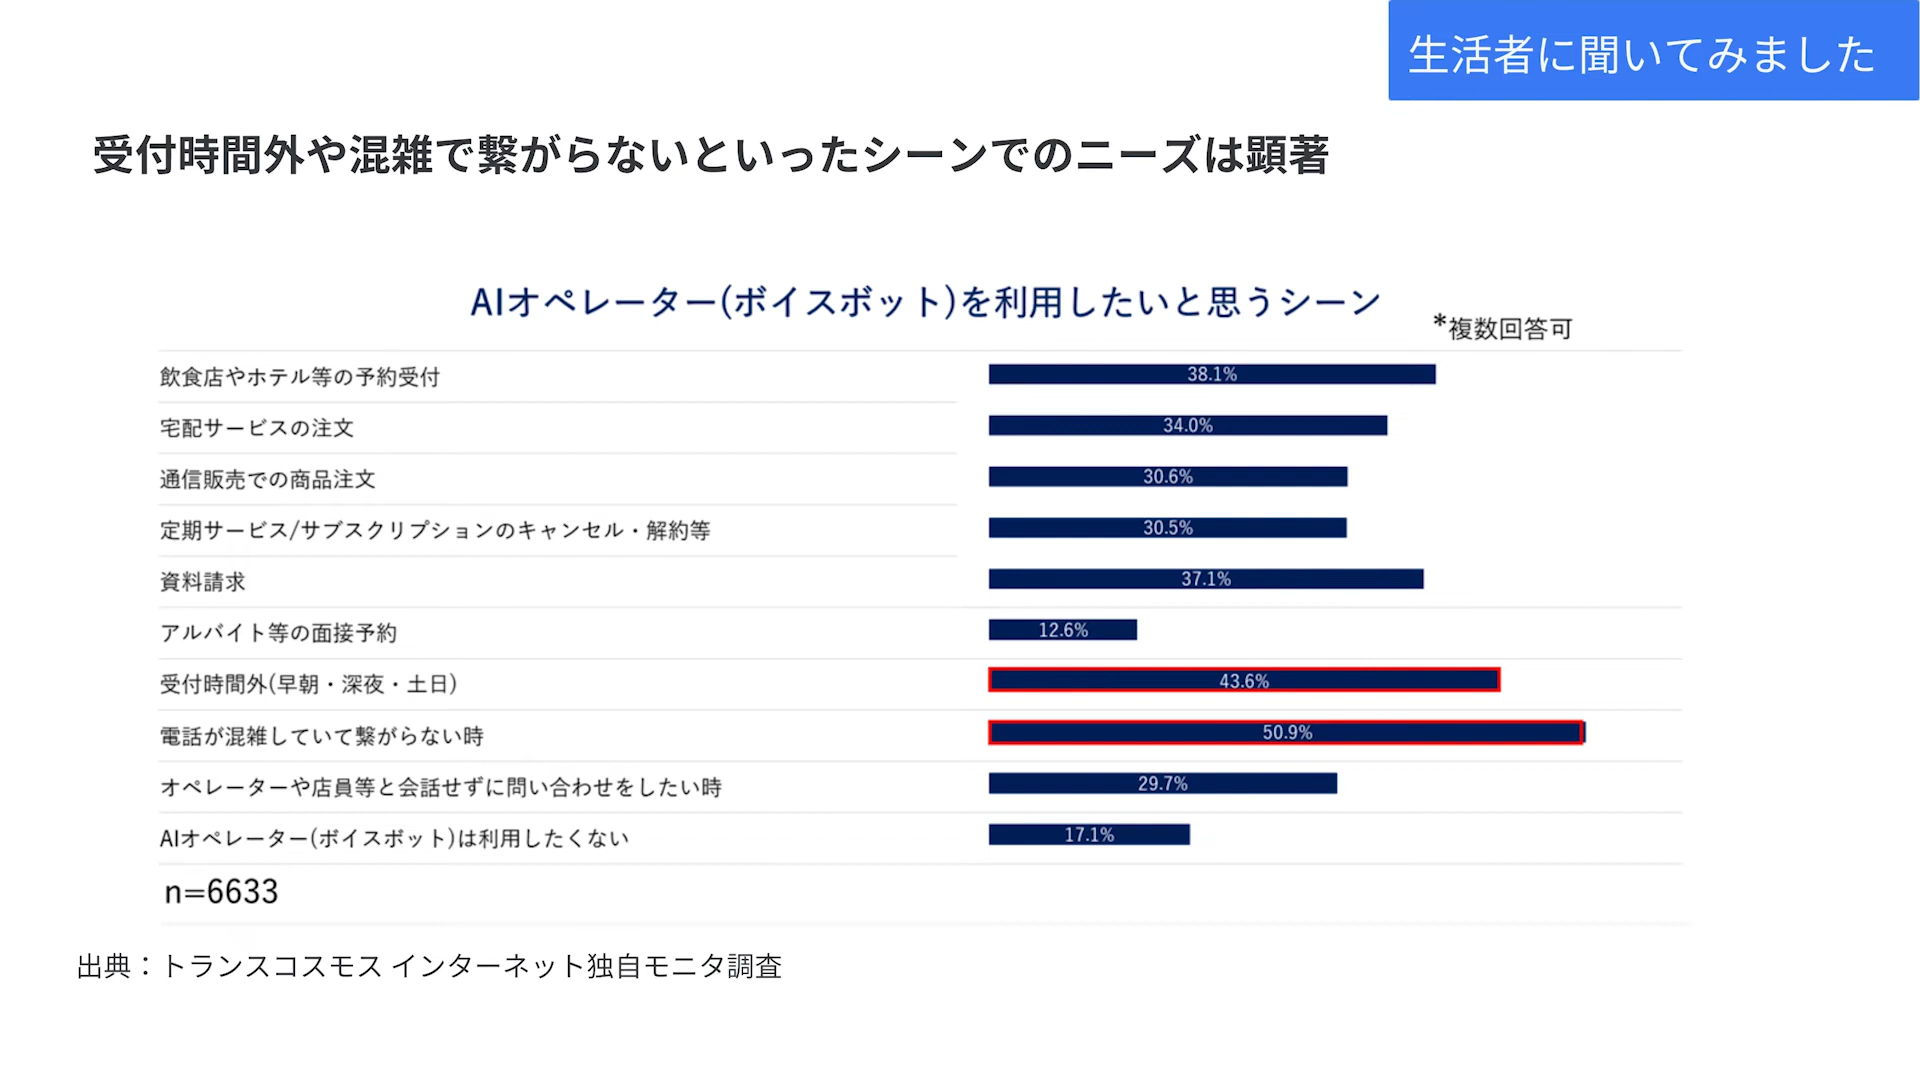 生活者に聞いてみました
受付時間外や混雑で繋がらないといったシーンでのニーズは顕著
AIオペレーター(ボイスボット)を利用したいと思うシーン
*複数回答可
飲食店やホテル等の予約受付 38.1%
宅配サービスの注文 34.0%
通信販売での商品注文 30.6%
定期サービス/サブスクリプションのキャンセル・解約等 30.5%
資料請求 37.1%
アルバイト等の面接予約 12.6%
受付時間外(早朝・深夜・土日) 43.6%
電話が混雑していて繋がらない時 50.9%
オペレーターや店員等と会話せずに問い合わせをしたい時 29.7%
AIオペレーター(ボイスボット)は利用したくない 17.1%
n=6633
出典：トランスコスモス インターネット独自モニタ調査